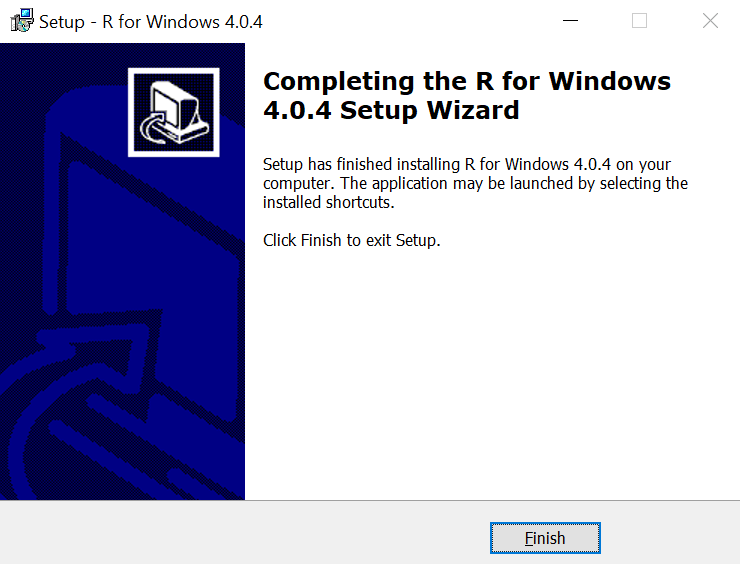 Setup - R for Windows 4.0.4
Completing the R for Windows
4.0.4 Setup Wizard
Setup has finished installing R for Windows 4.0.4 on your
computer. The application may be launched by selecting the
installed shortcuts.
Click Finish to exit Setup.
Finish